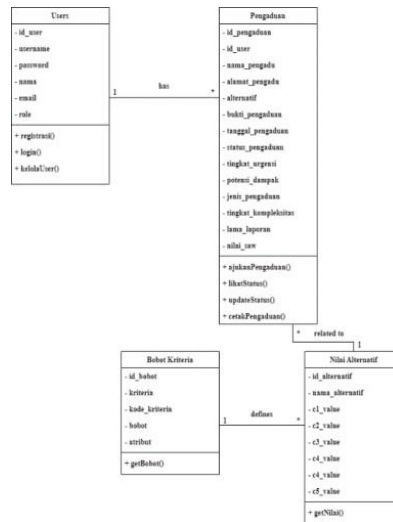 Users
- id_user
- username
- password
- nama
- email
- role
+ registrasi()
+ login()
+ kelolaUser()
1
has
*
Pengaduan
- id_pengaduan
- id_user
- nama_pengadu
- alamat_pengadu
- alternatif
- bukti_pengaduan
- tanggal_pengaduan
- status_pengaduan
- tingkat_urgensi
- potensi_dampak
- jenis_pengaduan
- tingkat_kompleksitas
- lama_laporan
- nilai_saw
+ ajukanPengaduan()
+ lihatStatus()
+ updateStatus()
+ cetakPengaduan()
* related to
1
Bobot Kriteria
- id_bobot
- kriteria
- kode_kriteria
- bobot
- atribut
+ getBobot()
1
defines
*
Nilai Alternatif
- id_alternatif
- nama_alternatif
- c1_value
- c2_value
- c3_value
- c4_value
- c4_value
- c5_value
+ getNilai()